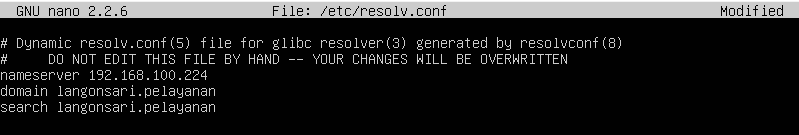 GNU nano 2.2.6 File: /etc/resolv.conf Modified
# Dynamic resolv.conf(5) file for glibc resolver(3) generated by resolvconf(8)
# DO NOT EDIT THIS FILE BY HAND -- YOUR CHANGES WILL BE OVERWRITTEN
nameserver 192.168.100.224
domain langonsari.pelayanan
search langonsari.pelayanan